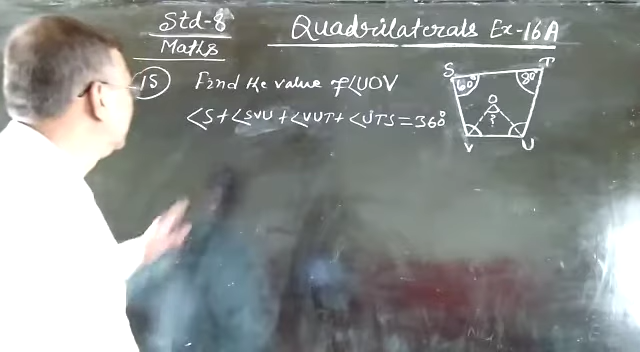 Std-8 Quadrilaterals Ex-16A
Maths
15 Find the value of ∠UOV
∠S+∠SVU+∠VUT+∠UTS=360°
S T
60° 80°
O
?
V U